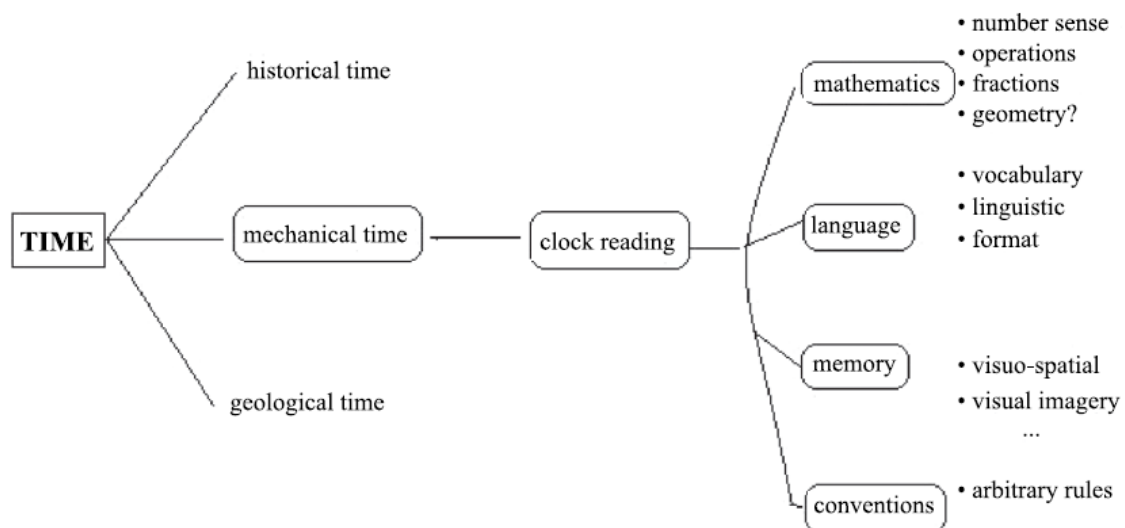 TIME
historical time
mechanical time
geological time
clock reading
mathematics
• number sense
• operations
• fractions
• geometry?
language
• vocabulary
• linguistic
• format
memory
• visuo-spatial
• visual imagery
...
conventions
• arbitrary rules